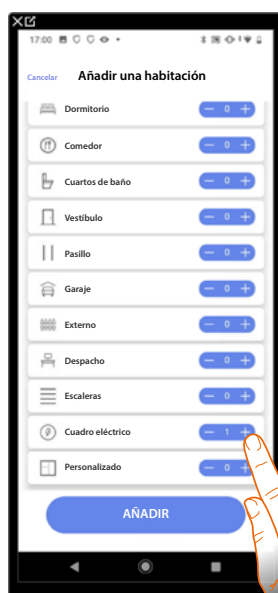 17:00
Cancelar Añadir una habitación
Dormitorio − 0 +
Comedor − 0 +
Cuartos de baño − 0 +
Vestíbulo − 0 +
Pasillo − 0 +
Garaje − 0 +
Externo − 0 +
Despacho − 0 +
Escaleras − 0 +
Cuadro eléctrico − 1 +
Personalizado − 0 +
AÑADIR